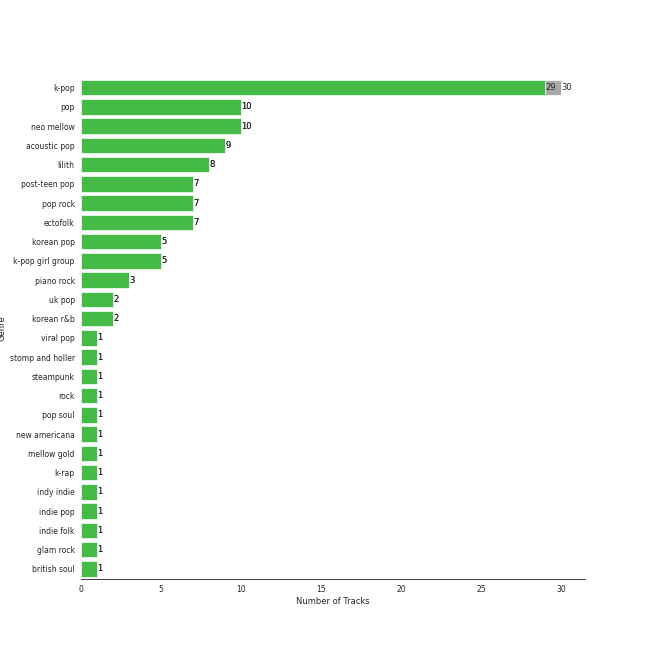 k-pop 29 30
pop 10
neo mellow 10
acoustic pop 9
lilith 8
post-teen pop 7
pop rock 7
ectofolk 7
korean pop 5
k-pop girl group 5
piano rock 3
uk pop 2
korean r&b 2
viral pop 1
stomp and holler 1
steampunk 1
rock 1
pop soul 1
new americana 1
mellow gold 1
k-rap 1
indy indie 1
indie pop 1
indie folk 1
glam rock 1
british soul 1
Genre
0 5 10 15 20 25 30
Number of Tracks